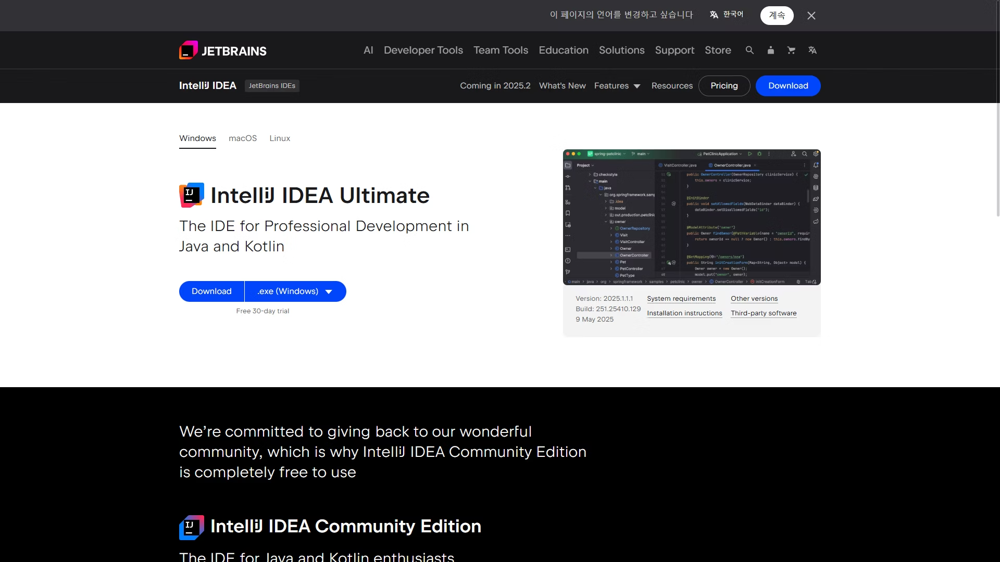 이 페이지의 언어를 변경하고 싶습니다 한국어 계속
JETBRAINS AI Developer Tools Team Tools Education Solutions Support Store
IntelliJ IDEA JetBrains IDEs Coming in 2025.2 What's New Features Resources Pricing Download
Windows macOS Linux
IJ IntelliJ IDEA Ultimate
The IDE for Professional Development in
Java and Kotlin
Download .exe (Windows)
Free 30-day trial
SP spring-petclinic main PetClinicApplication
Project VisitController.java OwnerController.java
checkstyle
main
java
org.springframework.samp
.idea
model
out.production.petclinic
owner
OwnerRepository
Visit
VisitController
Owner
OwnerController
Pet
PetController
PetType
public OwnerController(OwnerRepository clinicService) {
this.owners = clinicService;
}
@InitBinder
public void setAllowedFields(WebDataBinder dataBinder) {
dataBinder.setDisallowedFields("id");
}
@ModelAttribute("owner")
public Owner findOwner(@PathVariable(name = "ownerId", requir
return ownerId == null ? new Owner() : this.owners.findBy
}
@GetMapping("/owners/new")
public String initCreationForm(Map<String, Object> model) {
Owner owner = new Owner();
68 model.put("owner", owner);
main > java > org > springframework > samples > petclinic > owner > OwnerController > initCreationForm Tab
Version: 2025.1.1.1 System requirements Other versions
Build: 251.25410.129 Installation instructions Third-party software
9 May 2025
We're committed to giving back to our wonderful
community, which is why IntelliJ IDEA Community Edition
is completely free to use
IJ IntelliJ IDEA Community Edition
The IDE for Java and Kotlin enthusiasts